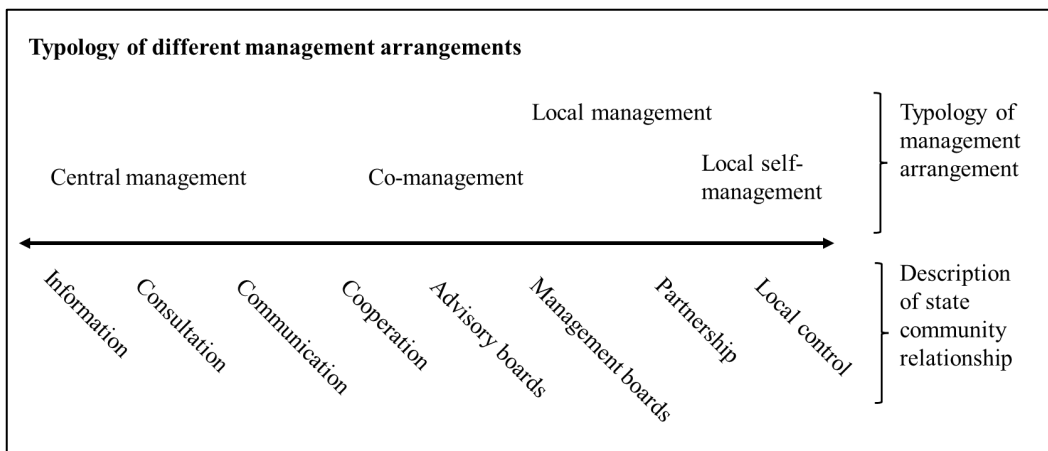 Typology of different management arrangements
Local management
Typology of
management
arrangement
Central management
Co-management
Local self-
management
Information
Consultation
Communication
Cooperation
Advisory boards
Management boards
Partnership
Local control
Description
of state
community
relationship